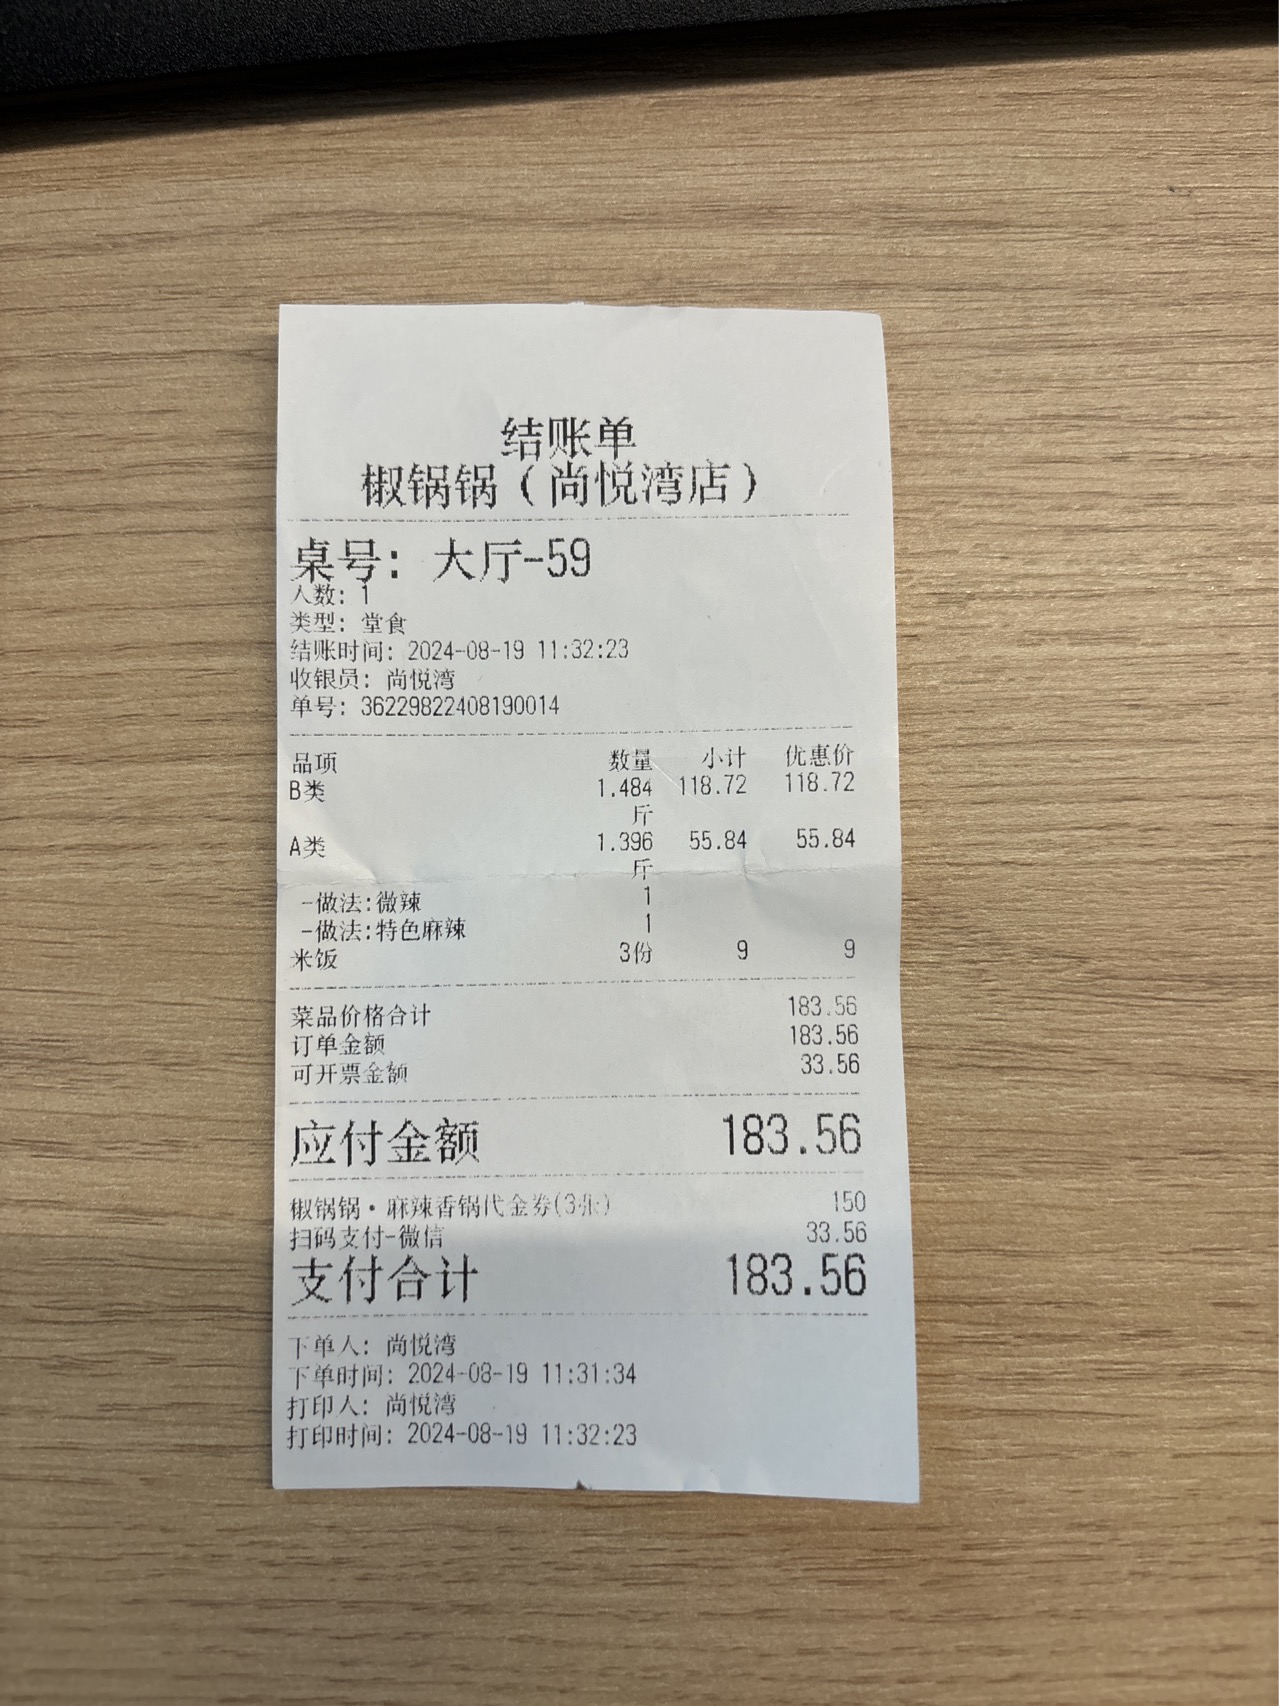 结账单
椒锅锅（尚悦湾店）
桌号：大厅-59
人数：1
类型：堂食
结账时间：2024-08-19 11:32:23
收银员：尚悦湾
单号：36229822408190014
品项 数量 小计 优惠价
B类 1.484 118.72 118.72
斤
A类 1.396 55.84 55.84
斤
-做法:微辣 1
-做法:特色麻辣 1
米饭 3份 9 9
菜品价格合计 183.56
订单金额 183.56
可开票金额 33.56
应付金额 183.56
椒锅锅·麻辣香锅代金券(3张) 150
扫码支付-微信 33.56
支付合计 183.56
下单人：尚悦湾
下单时间：2024-08-19 11:31:34
打印人：尚悦湾
打印时间：2024-08-19 11:32:23